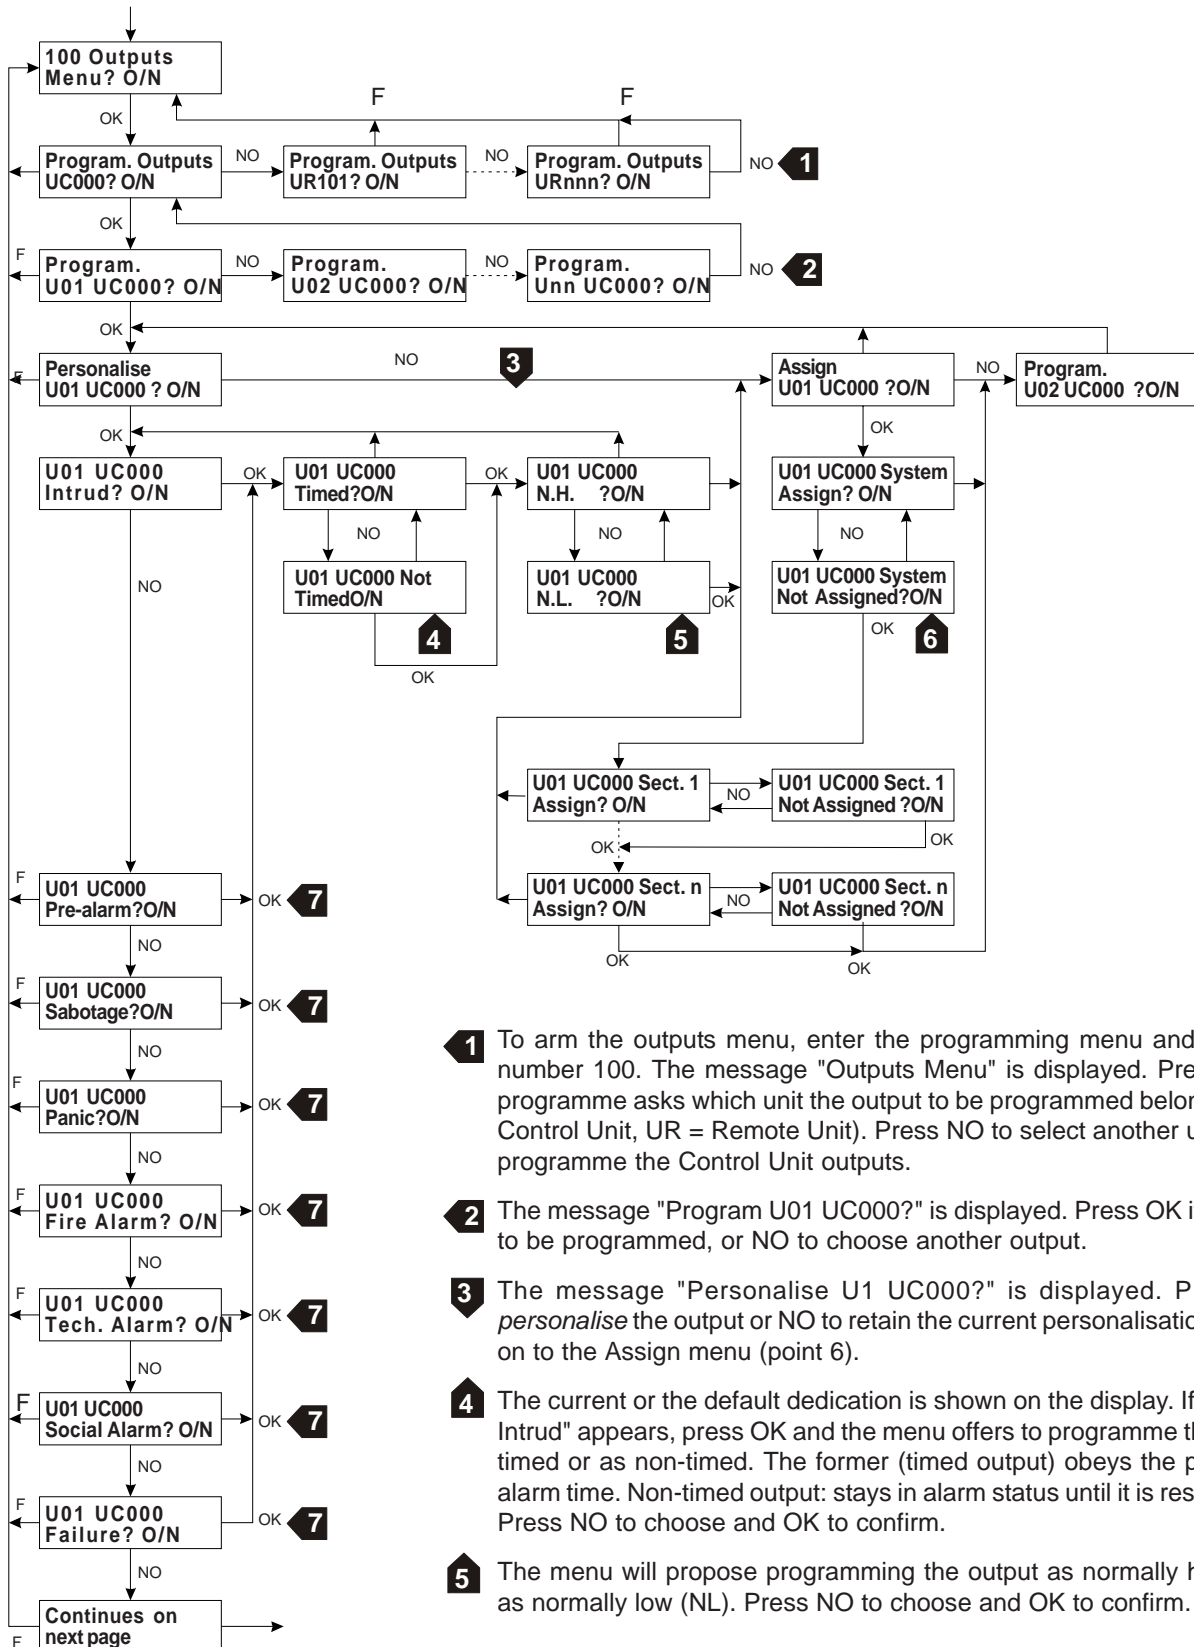 100 Outputs
Menu? O/N
OK
F
F
Program. Outputs
UC000? O/N
NO
Program. Outputs
UR101? O/N
NO
Program. Outputs
URnnn? O/N
NO
1
OK
F
Program.
U01 UC000? O/N
NO
Program.
U02 UC000? O/N
NO
Program.
Unn UC000? O/N
NO
2
OK
F
Personalise
U01 UC000 ? O/N
NO
3
Assign
U01 UC000 ?O/N
NO
Program.
U02 UC000 ?O/N
OK
OK
U01 UC000
Intrud? O/N
OK
U01 UC000
Timed?O/N
OK
U01 UC000
N.H. ?O/N
U01 UC000 System
Assign? O/N
NO
NO
NO
NO
U01 UC000 Not
TimedO/N
U01 UC000
N.L. ?O/N
OK
U01 UC000 System
Not Assigned?O/N
4
5
OK
6
OK
U01 UC000 Sect. 1
Assign? O/N
NO
U01 UC000 Sect. 1
Not Assigned ?O/N
OK
OK
U01 UC000 Sect. n
Assign? O/N
NO
U01 UC000 Sect. n
Not Assigned ?O/N
OK
OK
F
U01 UC000
Pre-alarm?O/N
OK
7
NO
F
U01 UC000
Sabotage?O/N
OK
7
NO
F
U01 UC000
Panic?O/N
OK
7
NO
F
U01 UC000
Fire Alarm? O/N
OK
7
NO
F
U01 UC000
Tech. Alarm? O/N
OK
7
NO
F
U01 UC000
Social Alarm? O/N
OK
7
NO
F
U01 UC000
Failure? O/N
OK
7
NO
Continues on
next page
F
1 To arm the outputs menu, enter the programming menu and
number 100. The message "Outputs Menu" is displayed. Pre
programme asks which unit the output to be programmed belon
Control Unit, UR = Remote Unit). Press NO to select another u
programme the Control Unit outputs.
2 The message "Program U01 UC000?" is displayed. Press OK i
to be programmed, or NO to choose another output.
3 The message "Personalise U1 UC000?" is displayed. P
personalise the output or NO to retain the current personalisatio
on to the Assign menu (point 6).
4 The current or the default dedication is shown on the display. If
Intrud" appears, press OK and the menu offers to programme th
timed or as non-timed. The former (timed output) obeys the p
alarm time. Non-timed output: stays in alarm status until it is res
Press NO to choose and OK to confirm.
5 The menu will propose programming the output as normally h
as normally low (NL). Press NO to choose and OK to confirm.